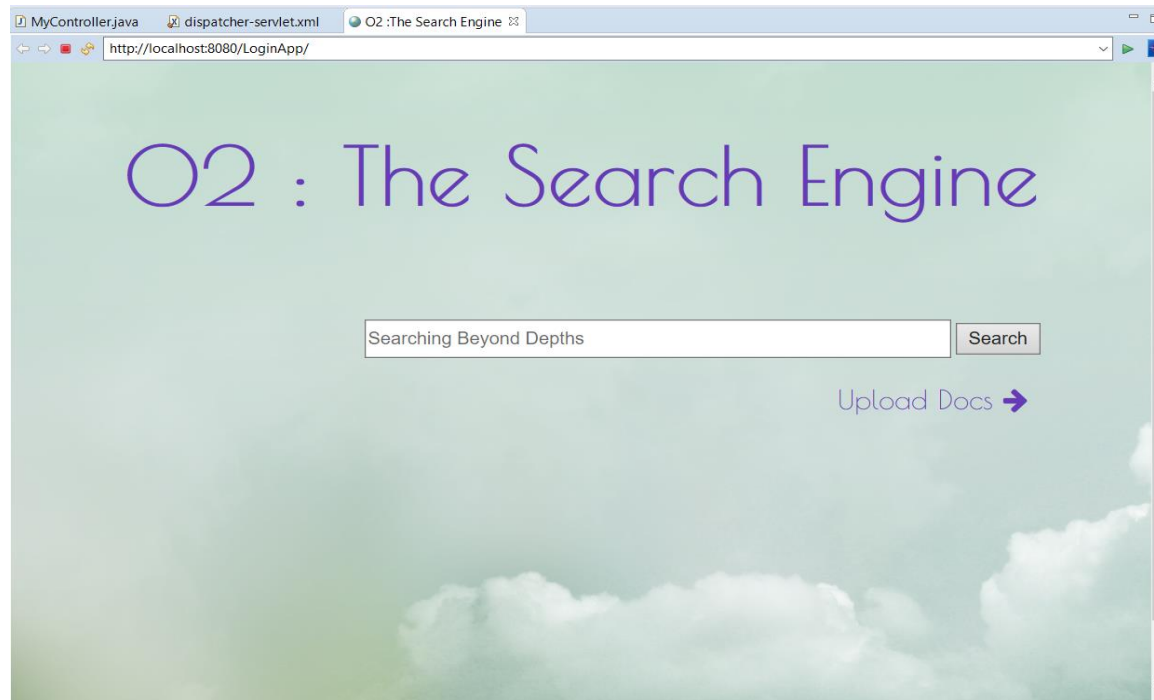 MyController.java dispatcher-servlet.xml O2 :The Search Engine
http://localhost:8080/LoginApp/
O2 : The Search Engine
Searching Beyond Depths Search
Upload Docs